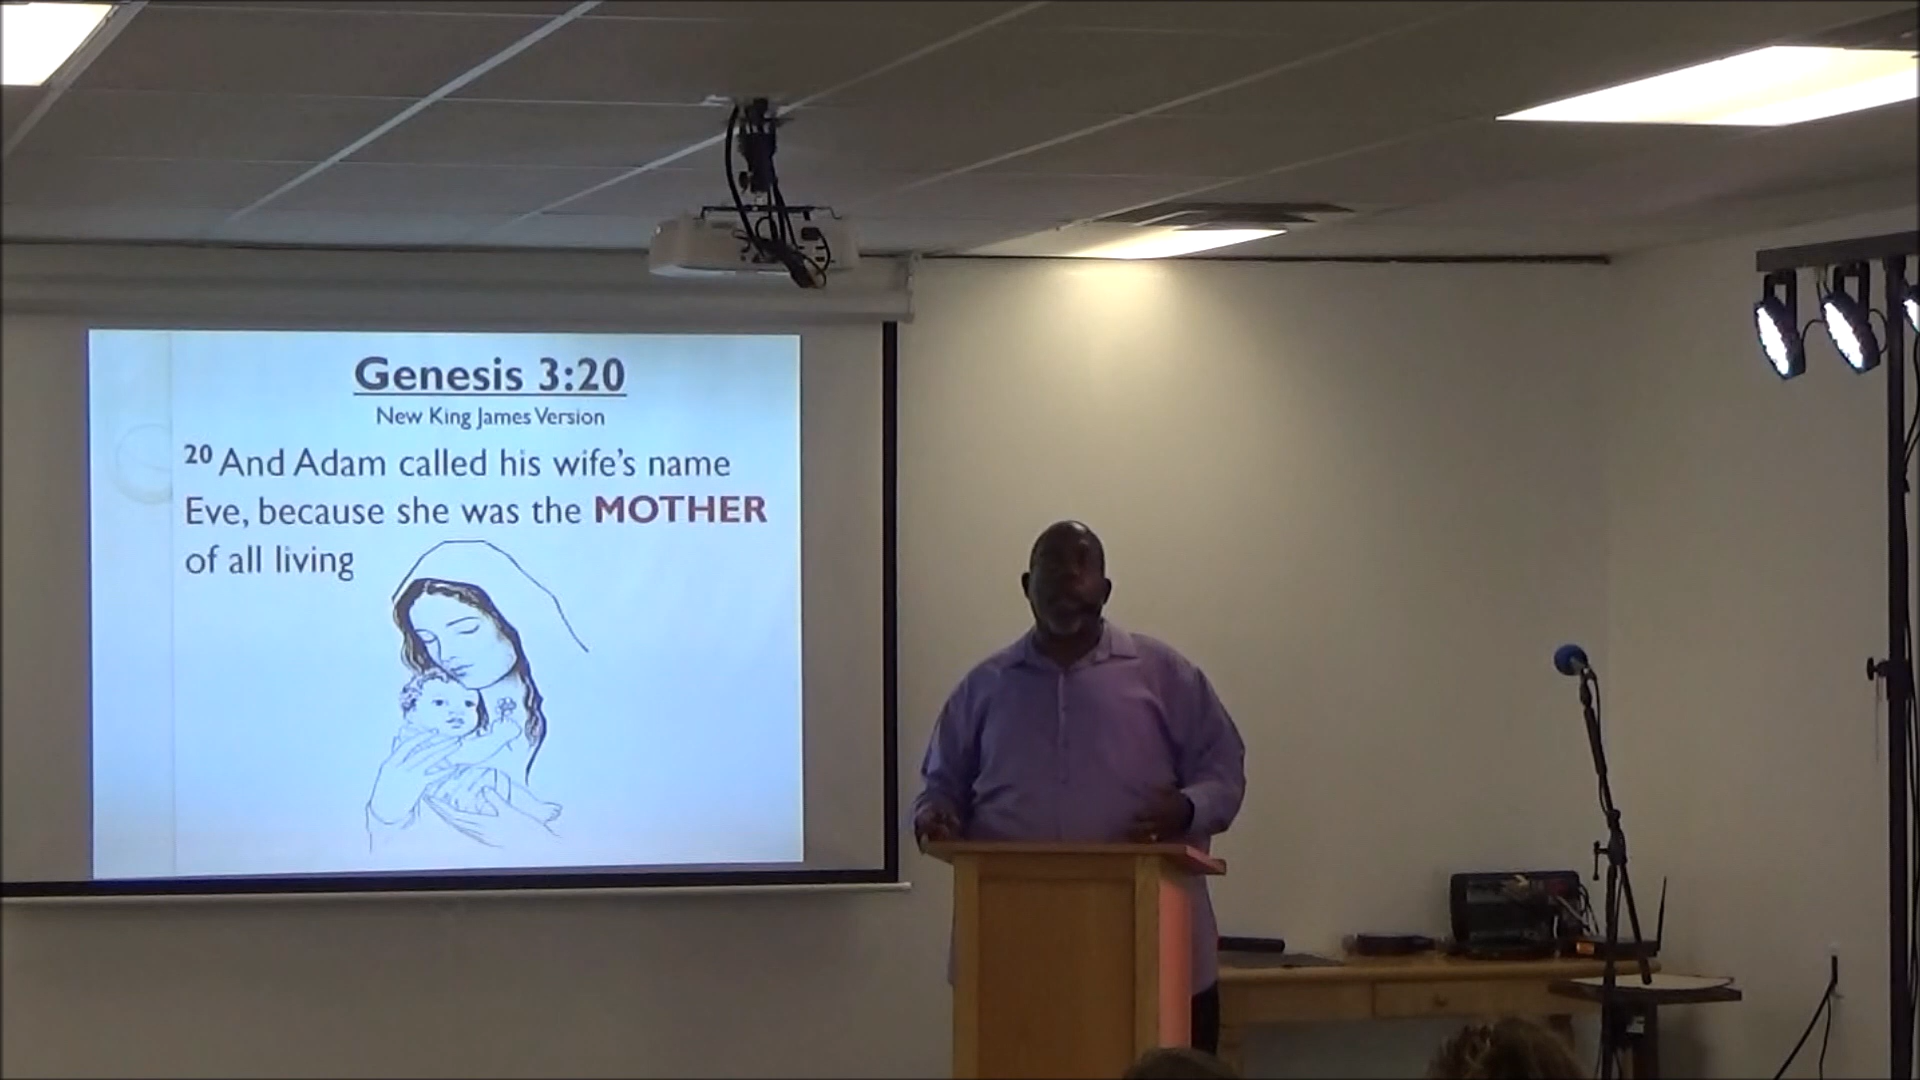 Genesis 3:20
New King James Version
20 And Adam called his wife's name
Eve, because she was the MOTHER
of all living